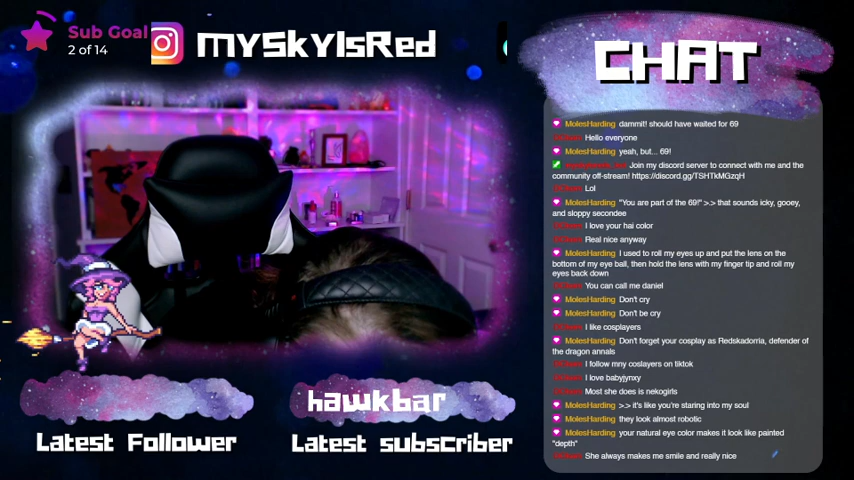 Sub Goal
2 of 14
MYSkYIsRed
CHAT
MolesHarding dammit! should have waited for 69
Hello everyone
MolesHarding yeah, but... 69!
Join my discord server to connect with me and the
community off-stream! https://discord.gg/TSHTkMGzqH
Lol
MolesHarding "You are part of the 69!" >.> that sounds icky, gooey,
and sloppy secondee
I love your hai color
Real nice anyway
MolesHarding I used to roll my eyes up and put the lens on the
bottom of my eye ball, then hold the lens with my finger tip and roll my
eyes back down
You can call me daniel
MolesHarding Don't cry
MolesHarding Don't be cry
I like cosplayers
MolesHarding Don't forget your cosplay as Redskadorria, defender of
the dragon annals
I follow mny coslayers on tiktok
I love babyjynxy
Most she does is nekogirls
MolesHarding >.> it's like you're staring into my soul
MolesHarding they look almost robotic
MolesHarding your natural eye color makes it look like painted
"depth"
She always makes me smile and really nice
hawkbar
Latest Follower
Latest subscriber